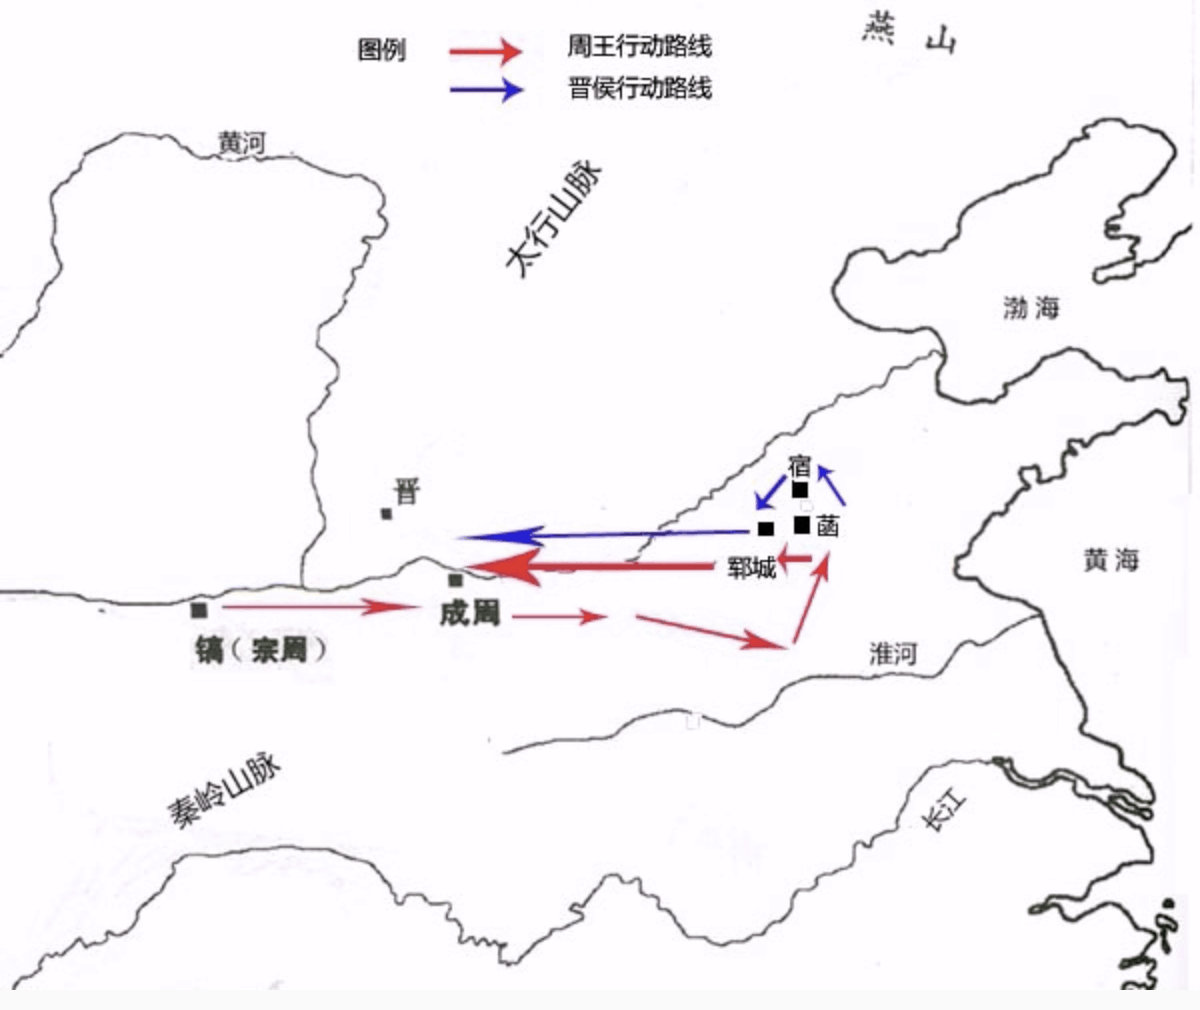 燕山
图例
周王行动路线
晋侯行动路线
黄河
太行山脉
渤海
宿
晋
菡
郓城
黄海
成周
镐（宗周）
淮河
秦岭山脉
长江